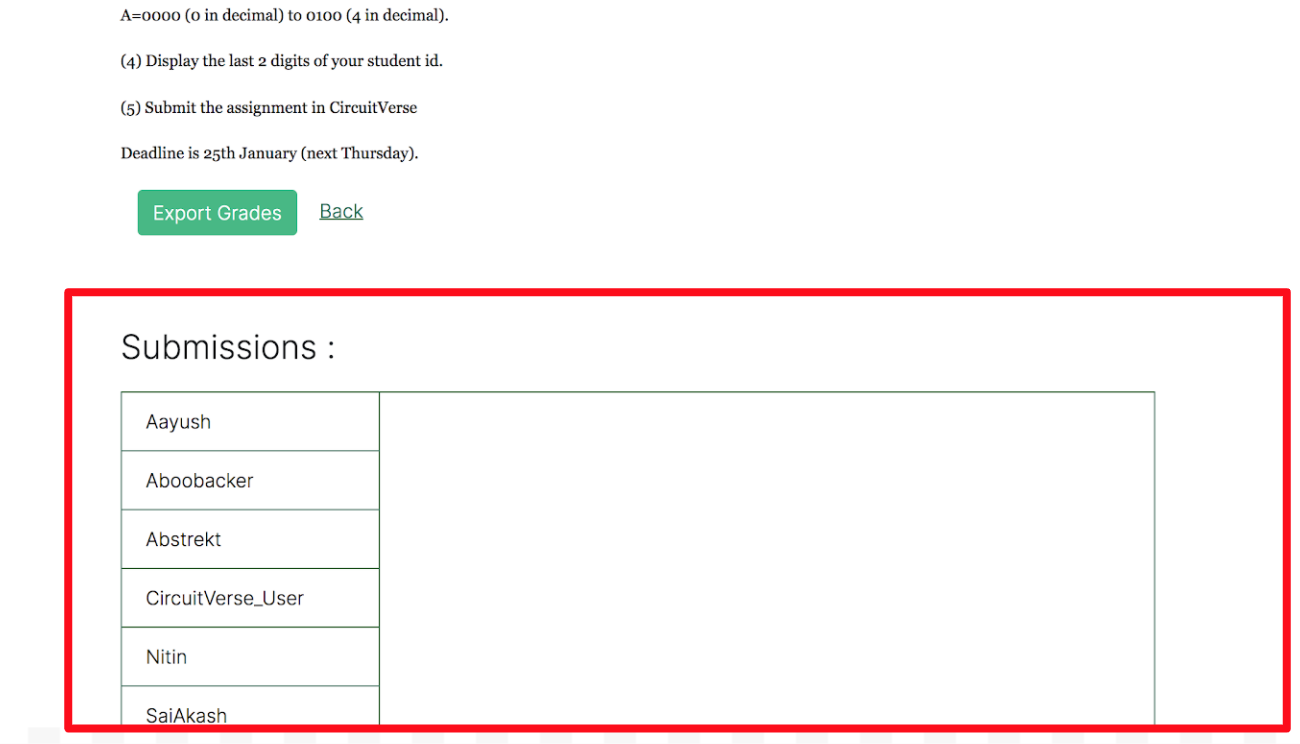 A=0000 (0 in decimal) to 0100 (4 in decimal).
(4) Display the last 2 digits of your student id.
(5) Submit the assignment in CircuitVerse
Deadline is 25th January (next Thursday).
Export Grades Back
Submissions :
Aayush
Aboobacker
Abstrekt
CircuitVerse_User
Nitin
SaiAkash